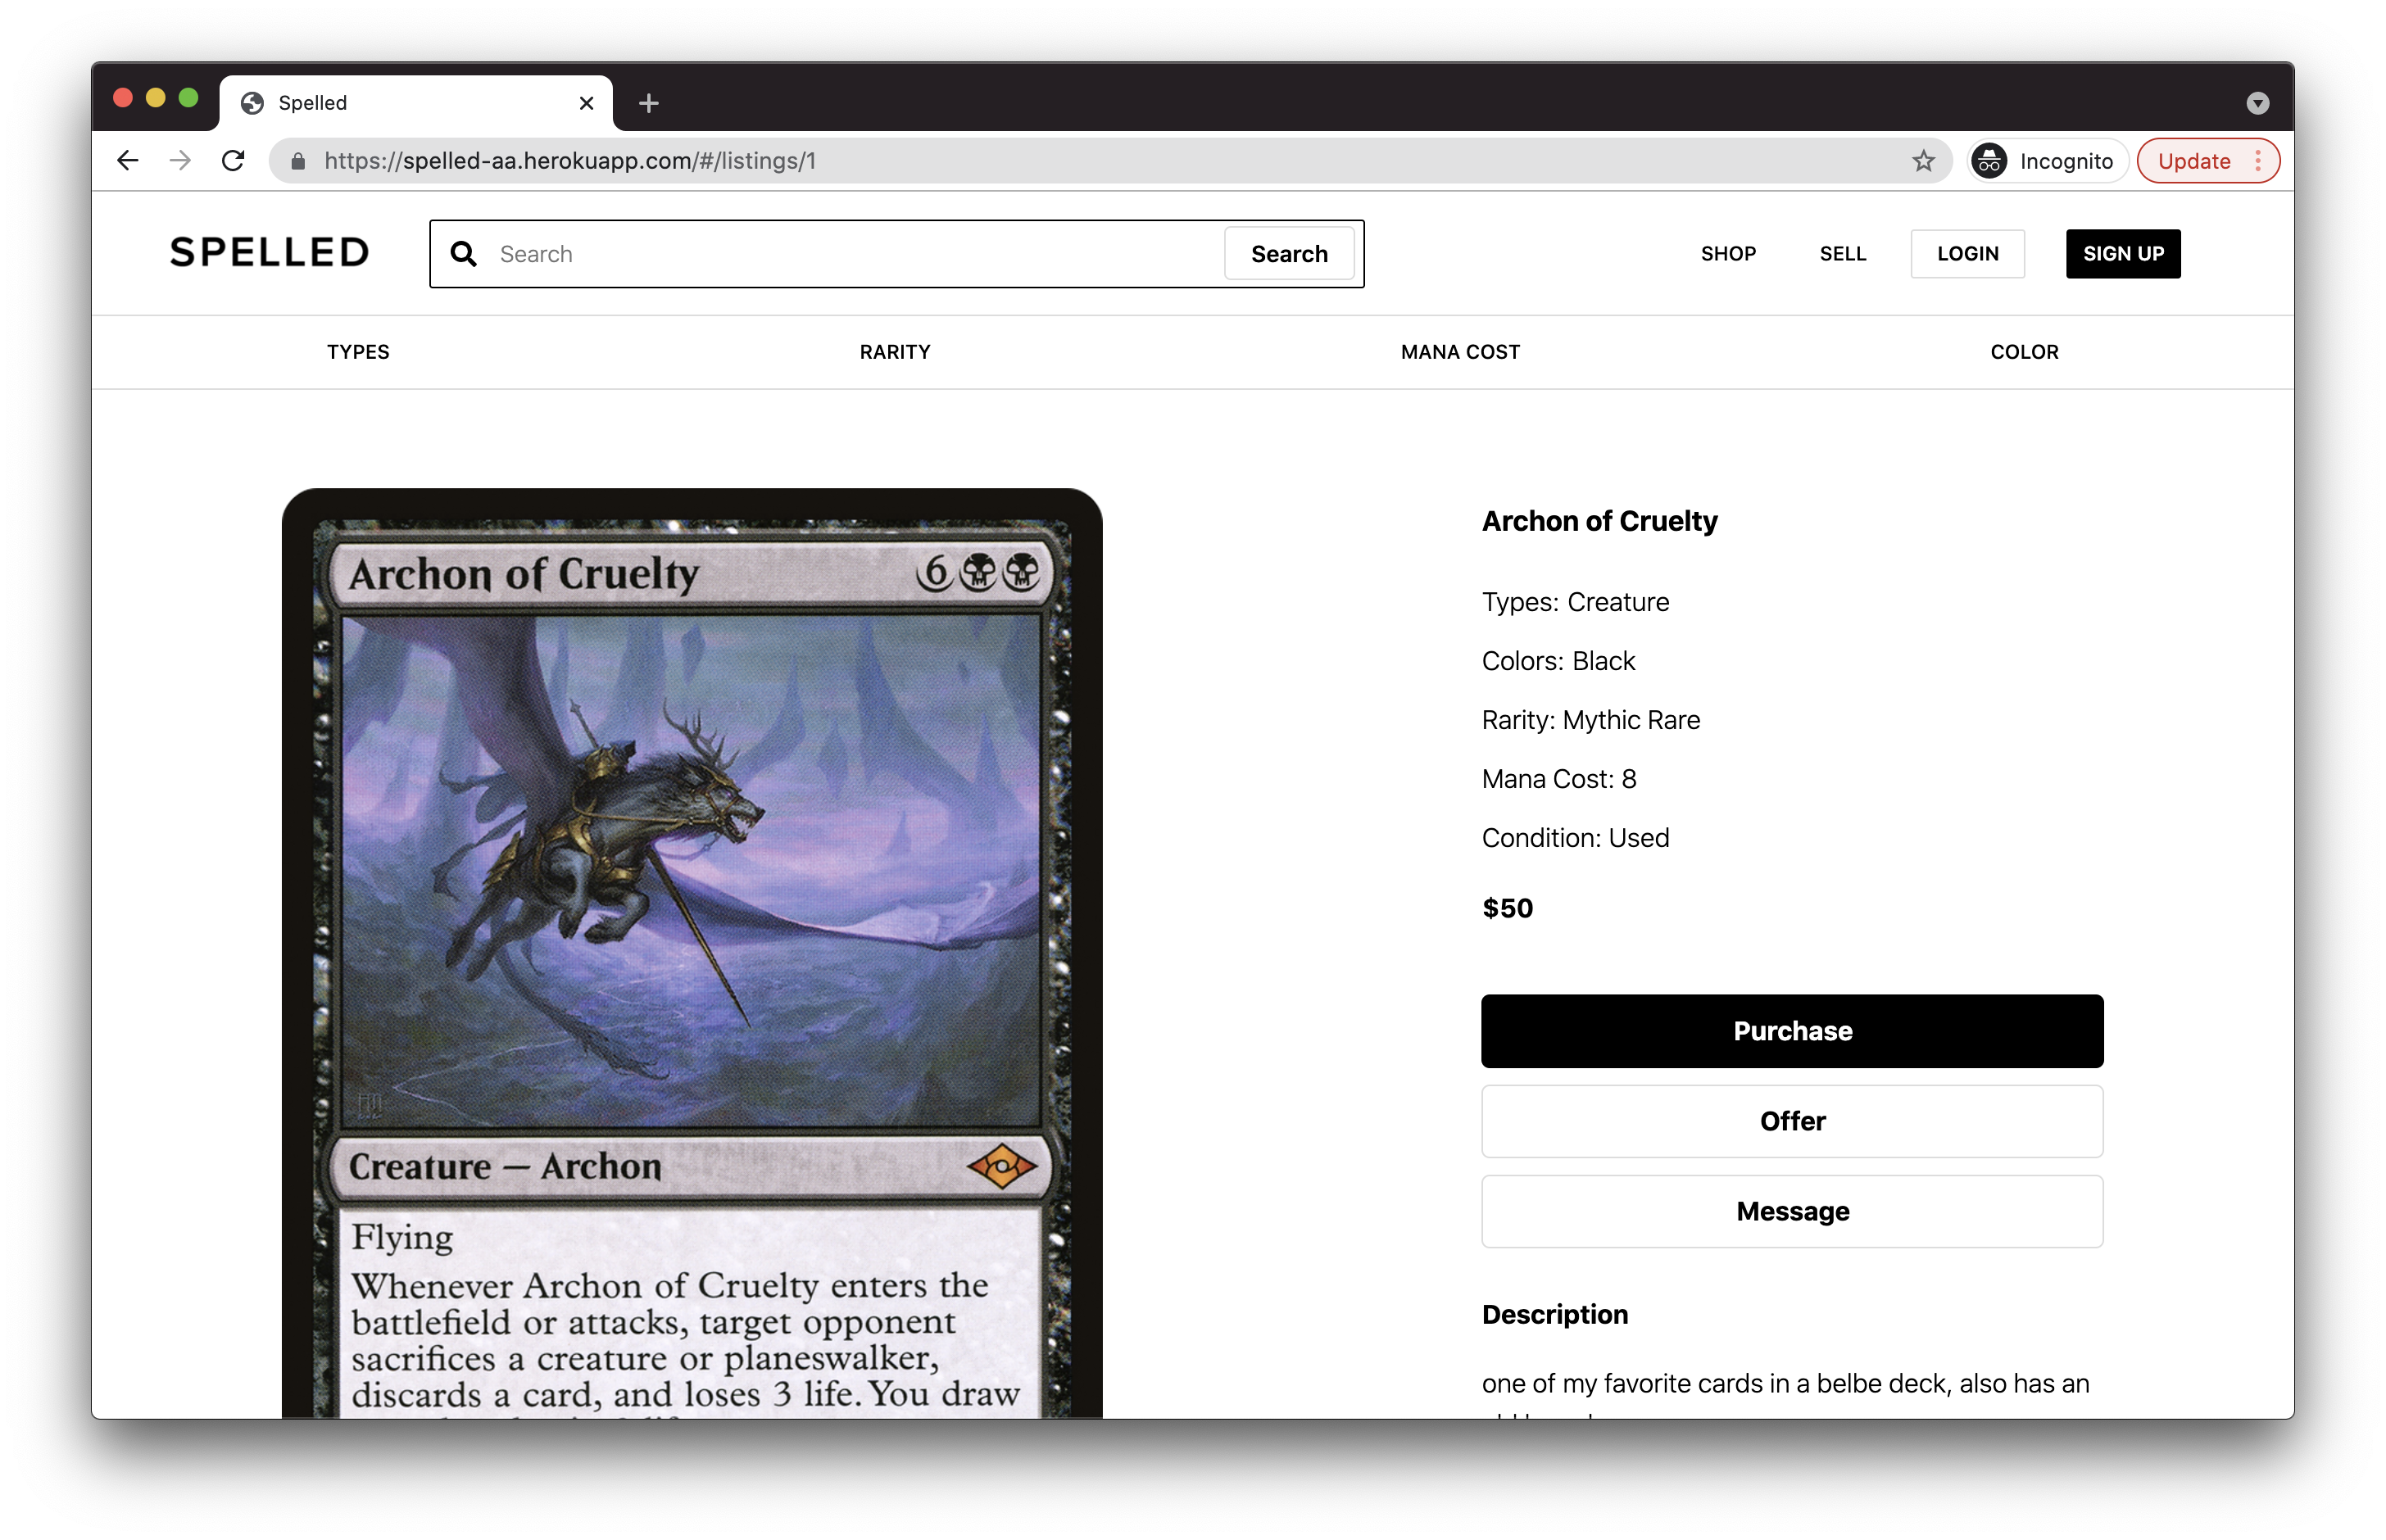 Spelled
https://spelled-aa.herokuapp.com/#/listings/1
Incognito
Update
SPELLED
Search
Search
SHOP
SELL
LOGIN
SIGN UP
TYPES
RARITY
MANA COST
COLOR
Archon of Cruelty
6
Creature — Archon
Flying
Whenever Archon of Cruelty enters the
battlefield or attacks, target opponent
sacrifices a creature or planeswalker,
discards a card, and loses 3 life. You draw
Archon of Cruelty
Types: Creature
Colors: Black
Rarity: Mythic Rare
Mana Cost: 8
Condition: Used
$50
Purchase
Offer
Message
Description
one of my favorite cards in a belbe deck, also has an